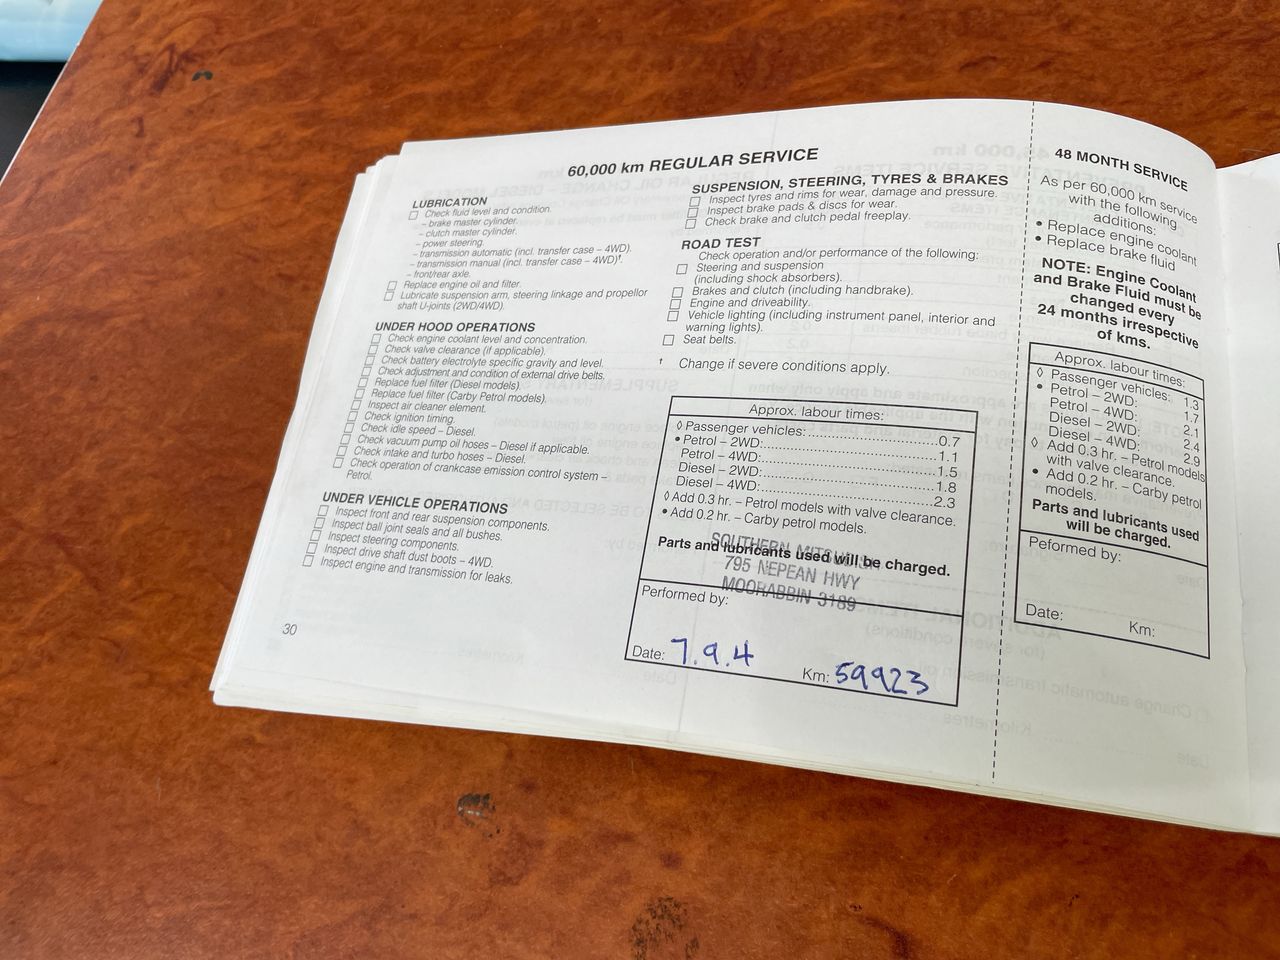 60,000 km REGULAR SERVICE
LUBRICATION
Check fluid level and condition.
– brake master cylinder.
– clutch master cylinder.
– power steering.
– transmission automatic (incl. transfer case – 4WD).
– transmission manual (incl. transfer case – 4WD)†.
– front/rear axle.
Replace engine oil and filter.
Lubricate suspension arm, steering linkage and propellor
shaft U-joints (2WD/4WD).
UNDER HOOD OPERATIONS
Check engine coolant level and concentration.
Check valve clearance (if applicable).
Check battery electrolyte specific gravity and level.
Check adjustment and condition of external drive belts.
Replace fuel filter (Diesel models).
Replace fuel filter (Carby Petrol models).
Inspect air cleaner element.
Check ignition timing.
Check idle speed – Diesel.
Check vacuum pump oil hoses – Diesel if applicable.
Check intake and turbo hoses – Diesel.
Check operation of crankcase emission control system –
Petrol.
UNDER VEHICLE OPERATIONS
Inspect front and rear suspension components.
Inspect ball joint seals and all bushes.
Inspect steering components.
Inspect drive shaft dust boots – 4WD.
Inspect engine and transmission for leaks.
30
SUSPENSION, STEERING, TYRES & BRAKES
Inspect tyres and rims for wear, damage and pressure.
Inspect brake pads & discs for wear.
Check brake and clutch pedal freeplay.
ROAD TEST
Check operation and/or performance of the following:
Steering and suspension
(including shock absorbers).
Brakes and clutch (including handbrake).
Engine and driveability.
Vehicle lighting (including instrument panel, interior and
warning lights).
Seat belts.
† Change if severe conditions apply.
Approx. labour times:
◊ Passenger vehicles:..............................0.7
• Petrol – 2WD:..............................1.1
Petrol – 4WD:..............................1.5
Diesel – 2WD:..............................1.8
Diesel – 4WD:..............................2.3
◊ Add 0.3 hr. – Petrol models with valve clearance.
• Add 0.2 hr. – Carby petrol models.
Parts and lubricants used will be charged.
SOUTHERN MITSUBISHI
795 NEPEAN HWY
MOORABBIN 3189
Performed by:
Date: 7.9.4 Km: 59923
48 MONTH SERVICE
As per 60,000 km service
with the following
additions:
• Replace engine coolant
• Replace brake fluid
NOTE: Engine Coolant
and Brake Fluid must be
changed every
24 months irrespective
of kms.
Approx. labour times:
◊ Passenger vehicles: 1.3
• Petrol – 2WD: 1.7
Petrol – 4WD: 2.1
Diesel – 2WD: 2.4
Diesel – 4WD: 2.9
◊ Add 0.3 hr. – Petrol models
with valve clearance.
• Add 0.2 hr. – Carby petrol
models.
Parts and lubricants used
will be charged.
Peformed by:
Date: Km: